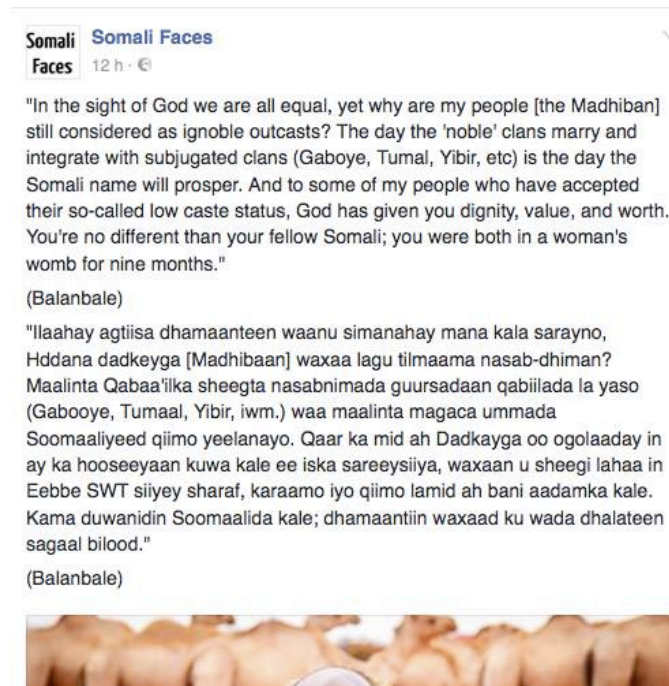 Somali
Faces
Somali Faces
12 h ·
"In the sight of God we are all equal, yet why are my people [the Madhiban]
still considered as ignoble outcasts? The day the 'noble' clans marry and
integrate with subjugated clans (Gaboye, Tumal, Yibir, etc) is the day the
Somali name will prosper. And to some of my people who have accepted
their so-called low caste status, God has given you dignity, value, and worth.
You're no different than your fellow Somali; you were both in a woman's
womb for nine months."
(Balanbale)
"Ilaahay agtiisa dhamaanteen waanu simanahay mana kala sarayno,
Hddana dadkeyga [Madhibaan] waxaa lagu tilmaama nasab-dhiman?
Maalinta Qabaa'ilka sheegta nasabnimada guursadaan qabiilada la yaso
(Gabooye, Tumaal, Yibir, iwm.) waa maalinta magaca ummada
Soomaaliyeed qiimo yeelanayo. Qaar ka mid ah Dadkayga oo ogolaaday in
ay ka hooseeyaan kuwa kale ee iska sareeysiiya, waxaan u sheegi lahaa in
Eebbe SWT siiyey sharaf, karaamo iyo qiimo lamid ah bani aadamka kale.
Kama duwanidin Soomaalida kale; dhamaantiin waxaad ku wada dhalateen
sagaal bilood."
(Balanbale)